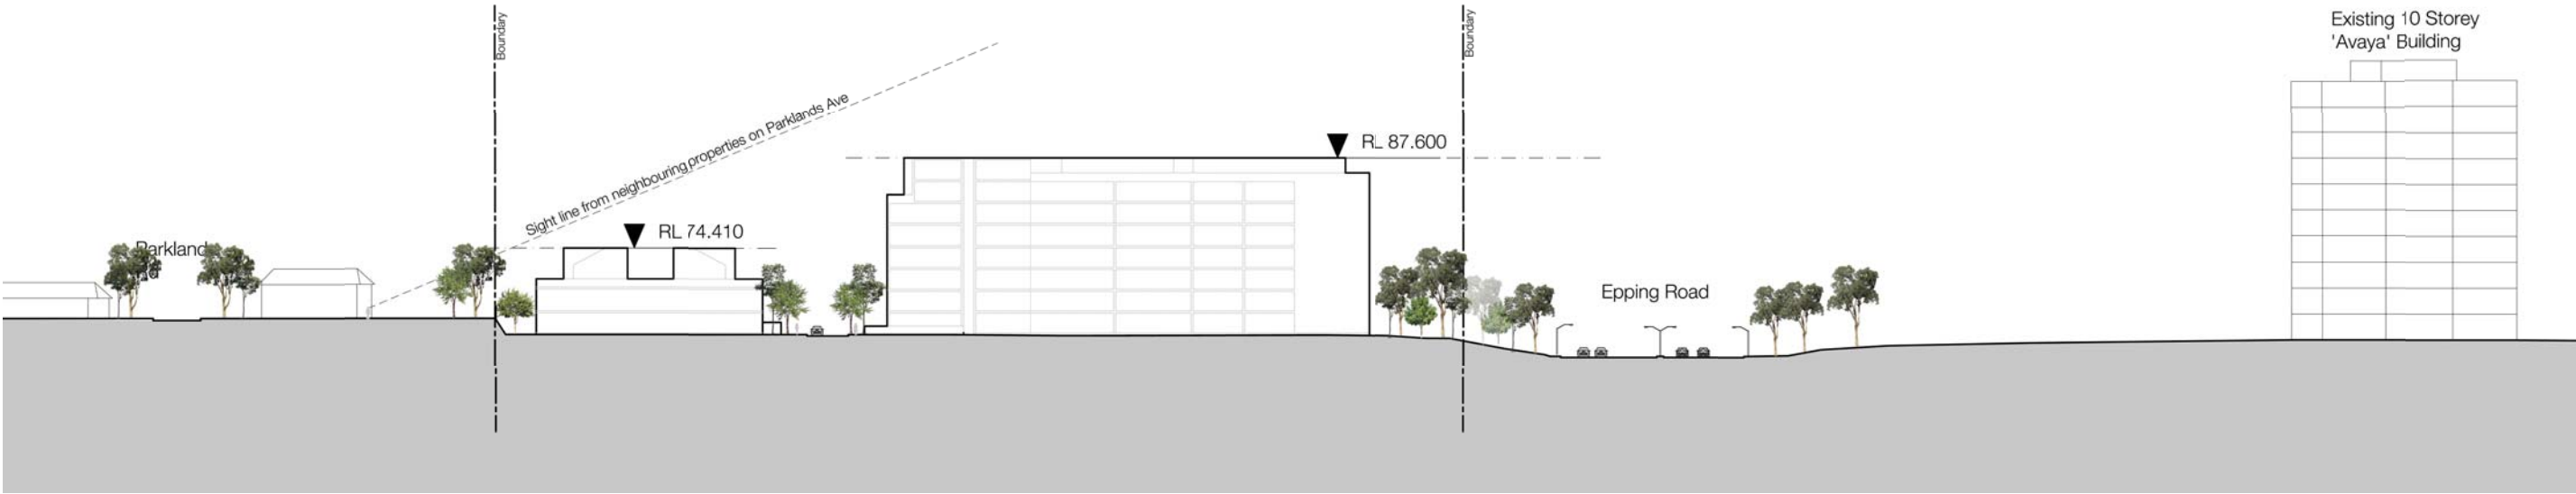 Boundary
Boundary
Existing 10 Storey
'Avaya' Building
Sight line from neighbouring properties on Parklands Ave
RL 87.600
RL 74.410
Parkland
Epping Road